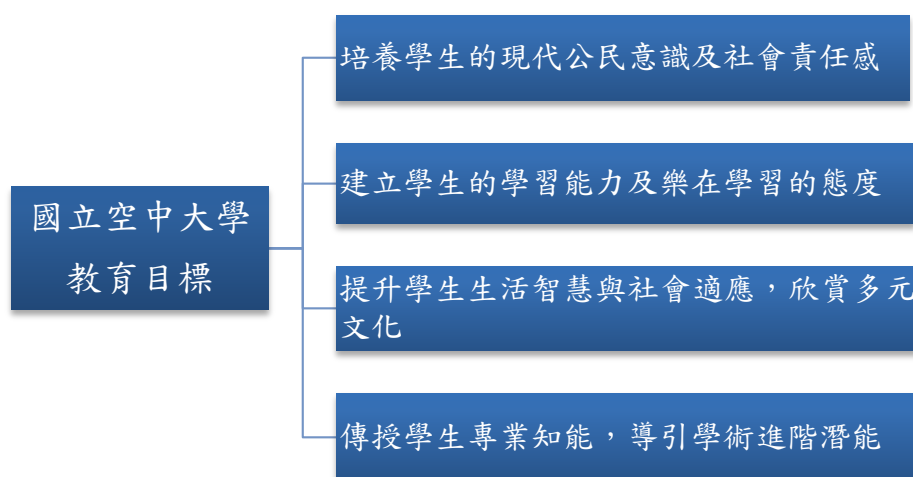 國立空中大學
教育目標
培養學生的現代公民意識及社會責任感
建立學生的學習能力及樂在學習的態度
提升學生生活智慧與社會適應，欣賞多元
文化
傳授學生專業知能，導引學術進階潛能